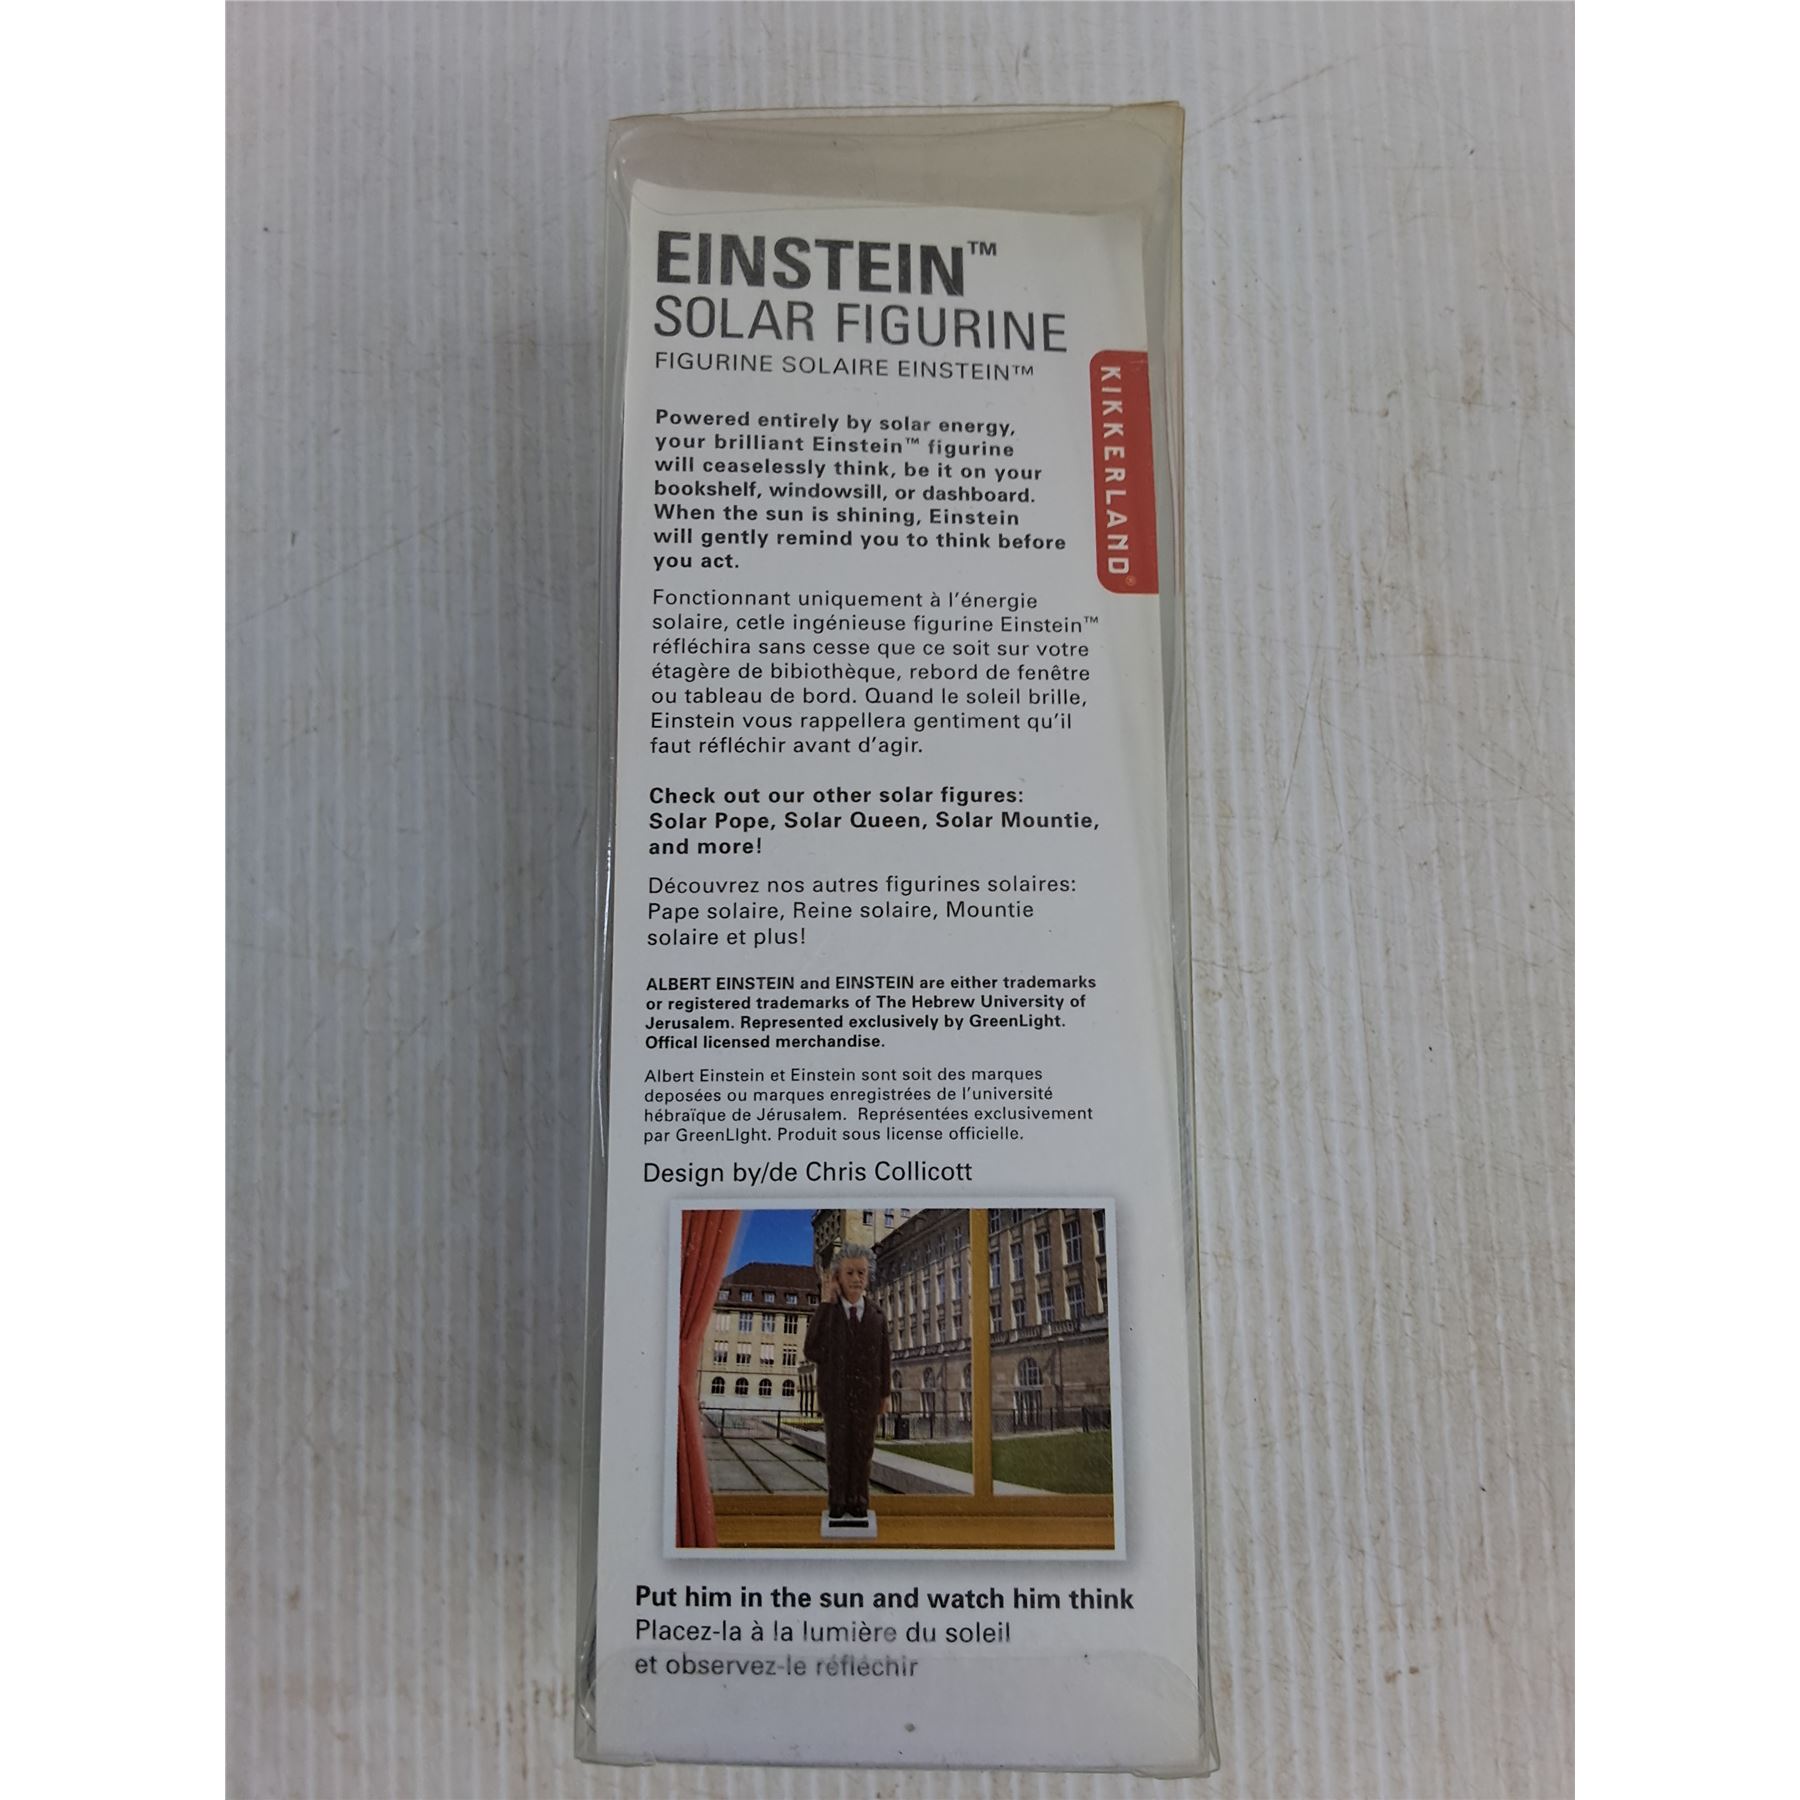 EINSTEIN™
SOLAR FIGURINE
FIGURINE SOLAIRE EINSTEIN™
KIKKERLAND®
Powered entirely by solar energy,
your brilliant Einstein™ figurine
will ceaselessly think, be it on your
bookshelf, windowsill, or dashboard.
When the sun is shining, Einstein
will gently remind you to think before
you act.
Fonctionnant uniquement à l'énergie
solaire, cetle ingénieuse figurine Einstein™
réfléchira sans cesse que ce soit sur votre
étagère de bibiothèque, rebord de fenêtre
ou tableau de bord. Quand le soleil brille,
Einstein vous rappellera gentiment qu'il
faut réfléchir avant d'agir.
Check out our other solar figures:
Solar Pope, Solar Queen, Solar Mountie,
and more!
Découvrez nos autres figurines solaires:
Pape solaire, Reine solaire, Mountie
solaire et plus!
ALBERT EINSTEIN and EINSTEIN are either trademarks
or registered trademarks of The Hebrew University of
Jerusalem. Represented exclusively by GreenLight.
Offical licensed merchandise.
Albert Einstein et Einstein sont soit des marques
deposées ou marques enregistrées de l'université
hébraïque de Jérusalem. Représentées exclusivement
par GreenLIght. Produit sous license officielle.
Design by/de Chris Collicott
Put him in the sun and watch him think
Placez-la à la lumière du soleil
et observez-le réfléchir